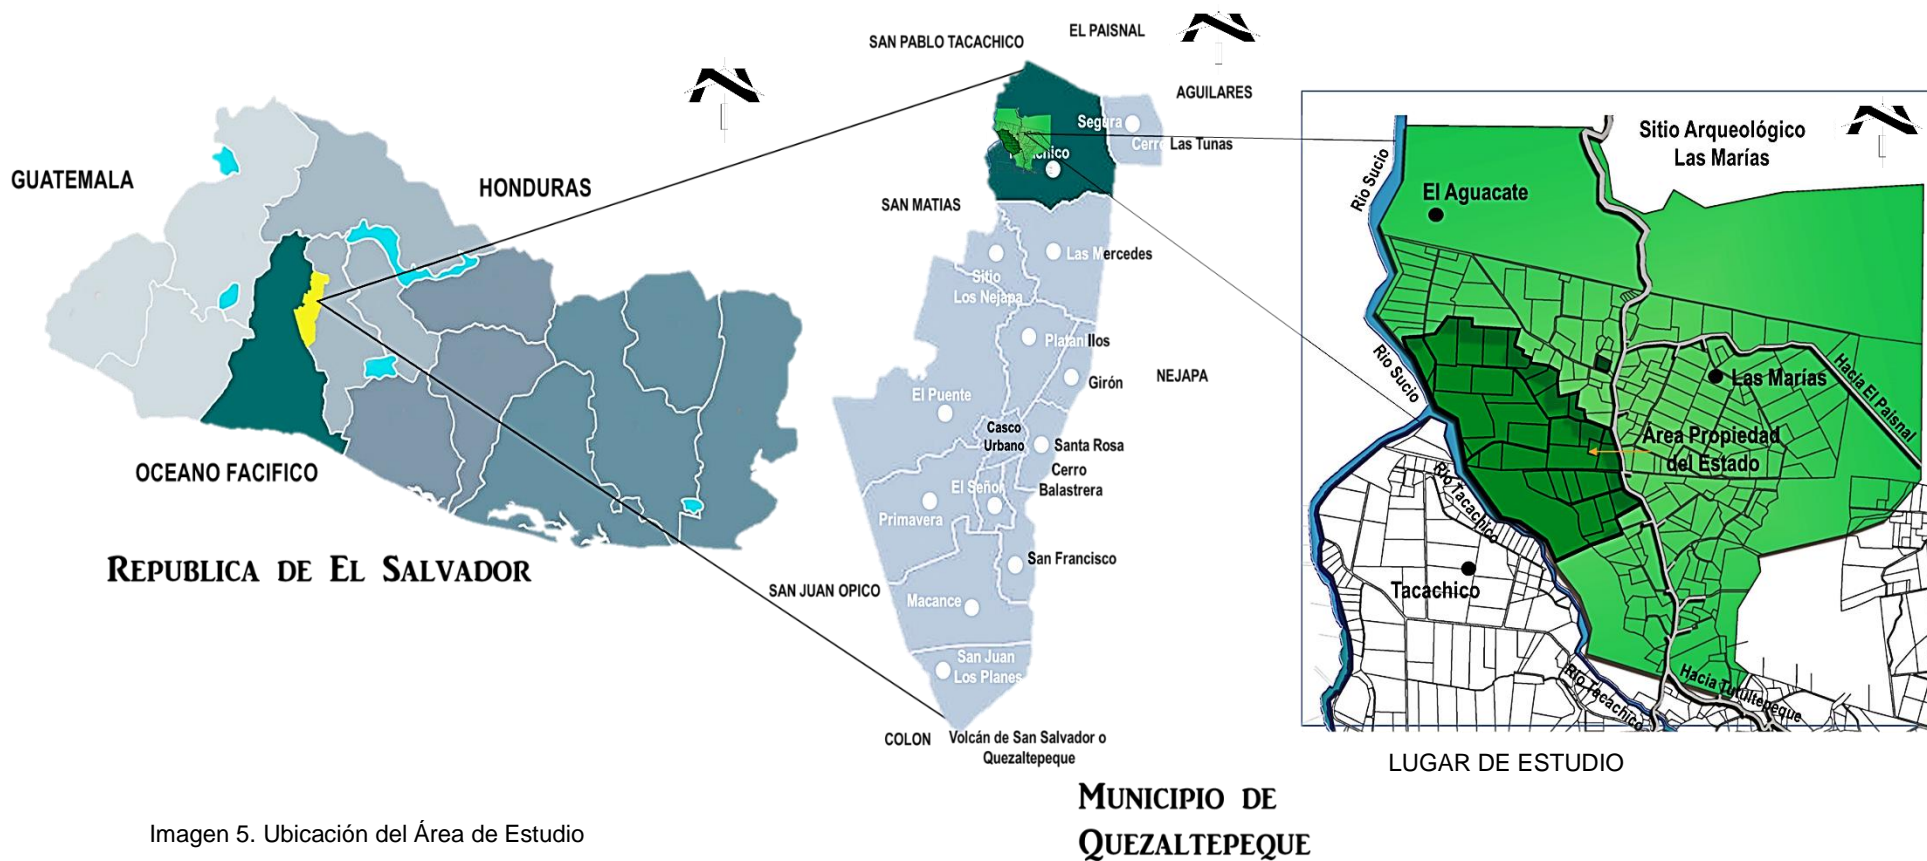 GUATEMALA
HONDURAS
OCEANO FACIFICO
REPUBLICA DE EL SALVADOR
Imagen 5. Ubicación del Área de Estudio
SAN PABLO TACACHICO
EL PAISNAL
AGUILARES
Segura
Cerro Las Tunas
SAN MATIAS
Las Mercedes
Sitio
Los Nejapa
Platanillos
Girón
NEJAPA
El Puente
Casco
Urbano
Santa Rosa
Cerro
Balastrera
El Señor
Primavera
San Francisco
SAN JUAN OPICO
Macance
San Juan
Los Planes
COLON
Volcán de San Salvador o
Quezaltepeque
MUNICIPIO DE
QUEZALTEPEQUE
Sitio Arqueológico
Las Marías
Rio Sucio
El Aguacate
Rio Sucio
Las Marías
Hacia El Paisnal
Área Propiedad
del Estado
Río Tacachico
Tacachico
Río Tacachico
Hacia Tutultepeque
LUGAR DE ESTUDIO